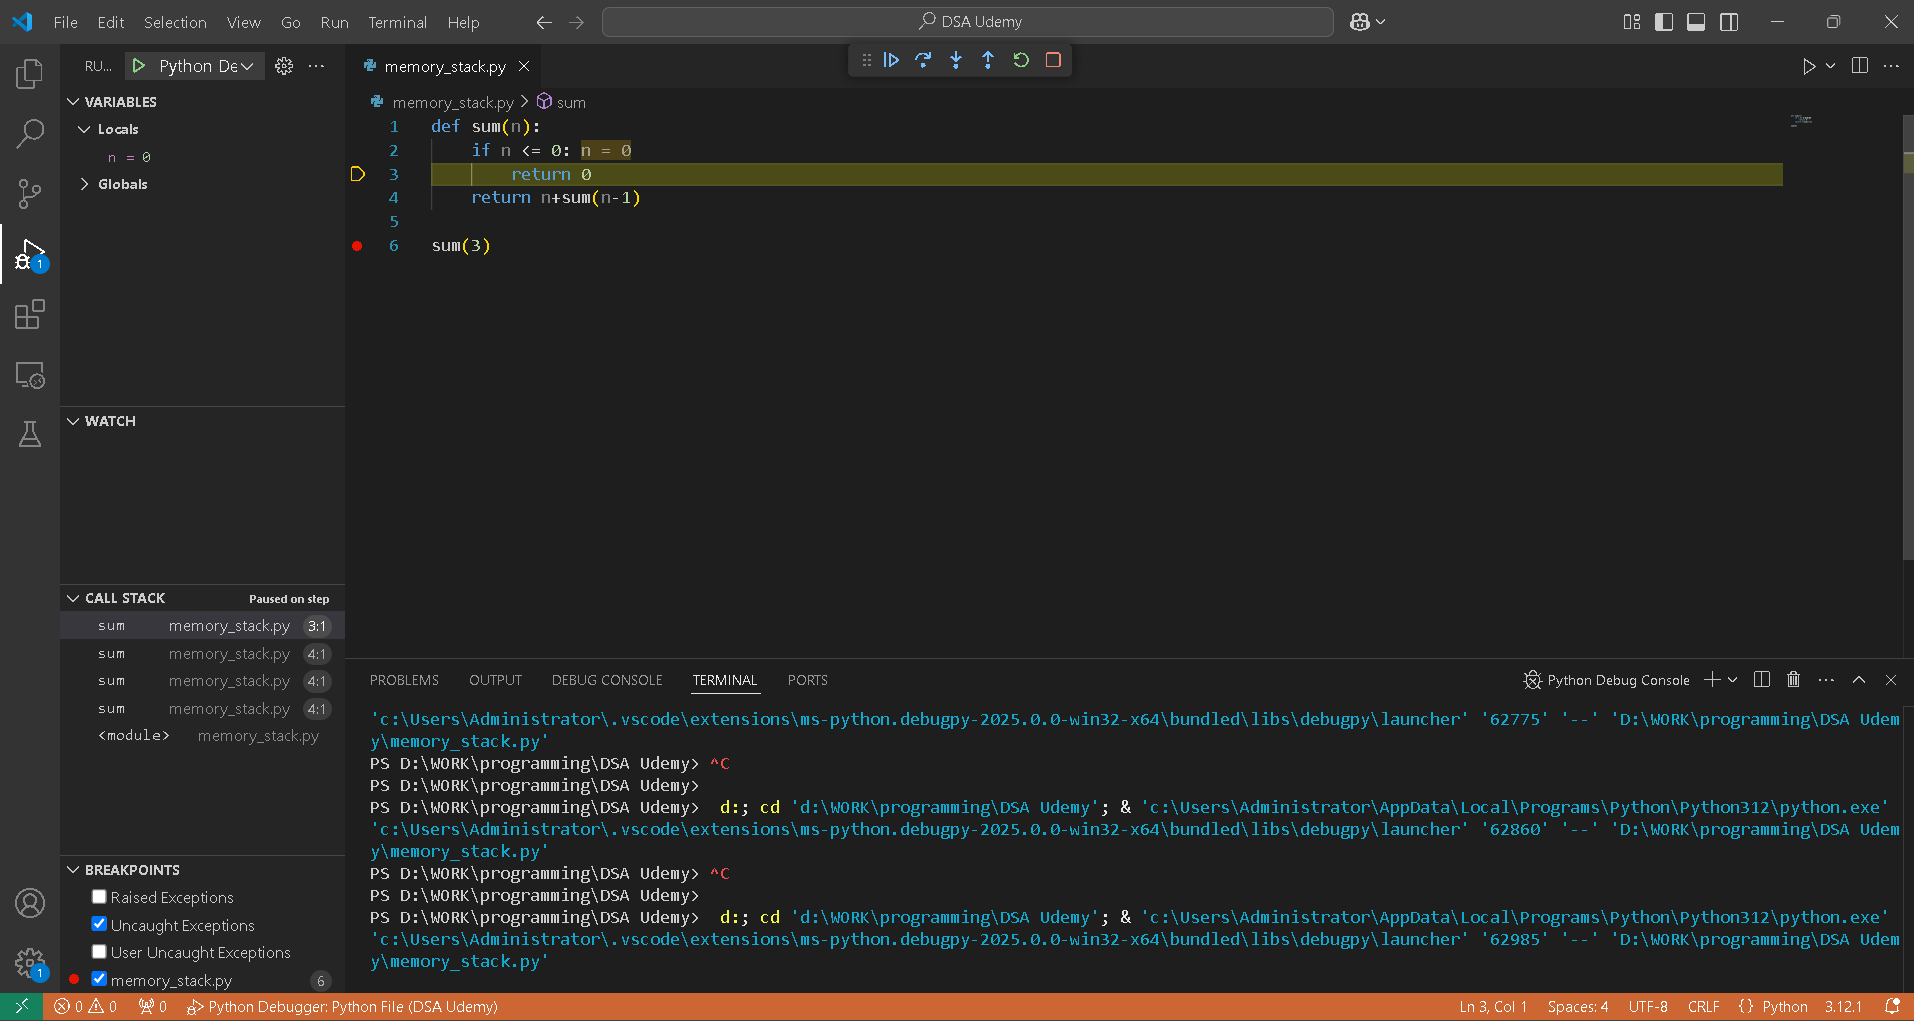 File Edit Selection View Go Run Terminal Help
DSA Udemy
RU... Python De
memory_stack.py
VARIABLES
Locals
n = 0
Globals
memory_stack.py > sum
1 def sum(n):
2 if n <= 0: n = 0
3 return 0
4 return n+sum(n-1)
5
6 sum(3)
WATCH
CALL STACK Paused on step
sum memory_stack.py 3:1
sum memory_stack.py 4:1
sum memory_stack.py 4:1
sum memory_stack.py 4:1
<module> memory_stack.py
BREAKPOINTS
Raised Exceptions
Uncaught Exceptions
User Uncaught Exceptions
memory_stack.py 6
1
1
PROBLEMS OUTPUT DEBUG CONSOLE TERMINAL PORTS
Python Debug Console
'c:\Users\Administrator\.vscode\extensions\ms-python.debugpy-2025.0.0-win32-x64\bundled\libs\debugpy\launcher' '62775' '--' 'D:\WORK\programming\DSA Udem
y\memory_stack.py'
PS D:\WORK\programming\DSA Udemy> ^C
PS D:\WORK\programming\DSA Udemy>
PS D:\WORK\programming\DSA Udemy> d:; cd 'd:\WORK\programming\DSA Udemy'; & 'c:\Users\Administrator\AppData\Local\Programs\Python\Python312\python.exe'
'c:\Users\Administrator\.vscode\extensions\ms-python.debugpy-2025.0.0-win32-x64\bundled\libs\debugpy\launcher' '62860' '--' 'D:\WORK\programming\DSA Udem
y\memory_stack.py'
PS D:\WORK\programming\DSA Udemy> ^C
PS D:\WORK\programming\DSA Udemy>
PS D:\WORK\programming\DSA Udemy> d:; cd 'd:\WORK\programming\DSA Udemy'; & 'c:\Users\Administrator\AppData\Local\Programs\Python\Python312\python.exe'
'c:\Users\Administrator\.vscode\extensions\ms-python.debugpy-2025.0.0-win32-x64\bundled\libs\debugpy\launcher' '62985' '--' 'D:\WORK\programming\DSA Udem
y\memory_stack.py'
0 0 0 Python Debugger: Python File (DSA Udemy)
Ln 3, Col 1 Spaces: 4 UTF-8 CRLF {} Python 3.12.1